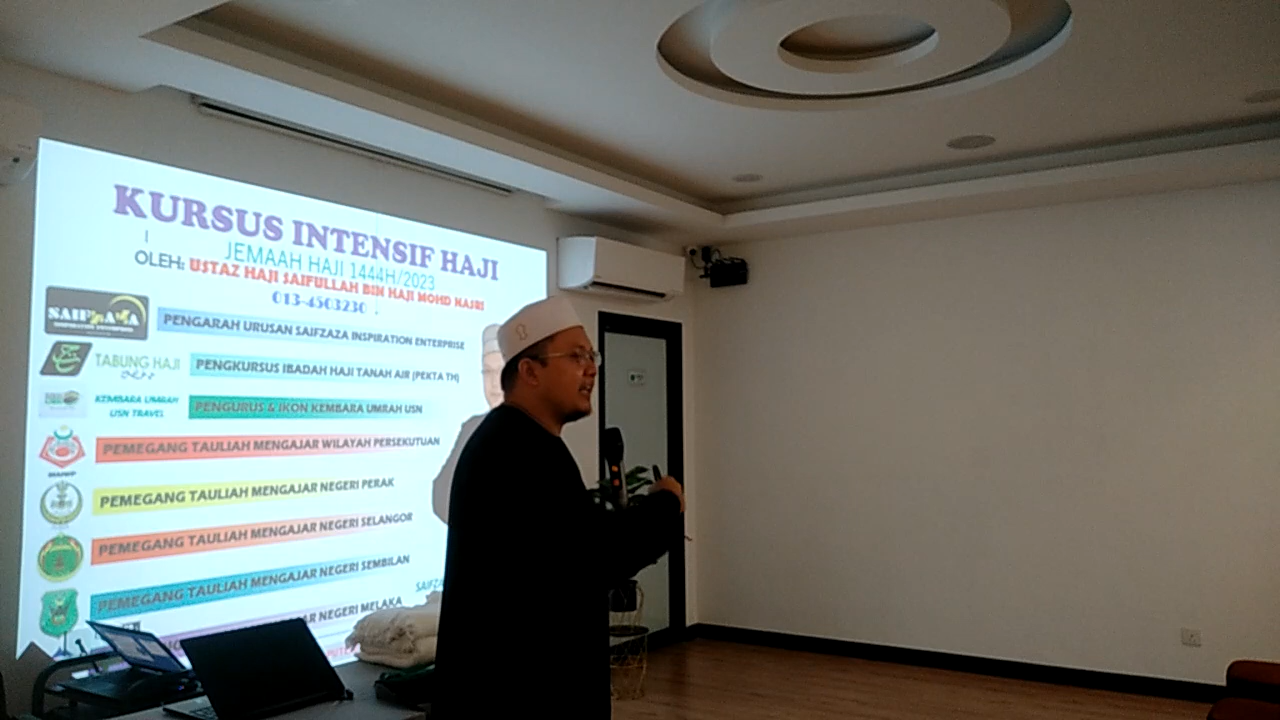 KURSUS INTENSIF HAJI
JEMAAH HAJI 1444H/2023
OLEH: USTAZ HAJI SAIFULLAH BIN HAJI MOHD NASRI
013-4503230
SAIFZAZA
PENGARAH URUSAN SAIFZAZA INSPIRATION ENTERPRISE
TABUNG HAJI
PENGKURSUS IBADAH HAJI TANAH AIR (PEKTA TH)
KEMBARA UMRAH
USN TRAVEL
PENGURUS & IKON KEMBARA UMRAH USN
PEMEGANG TAULIAH MENGAJAR WILAYAH PERSEKUTUAN
PEMEGANG TAULIAH MENGAJAR NEGERI PERAK
PEMEGANG TAULIAH MENGAJAR NEGERI SELANGOR
PEMEGANG TAULIAH MENGAJAR NEGERI SEMBILAN
NEGERI MELAKA